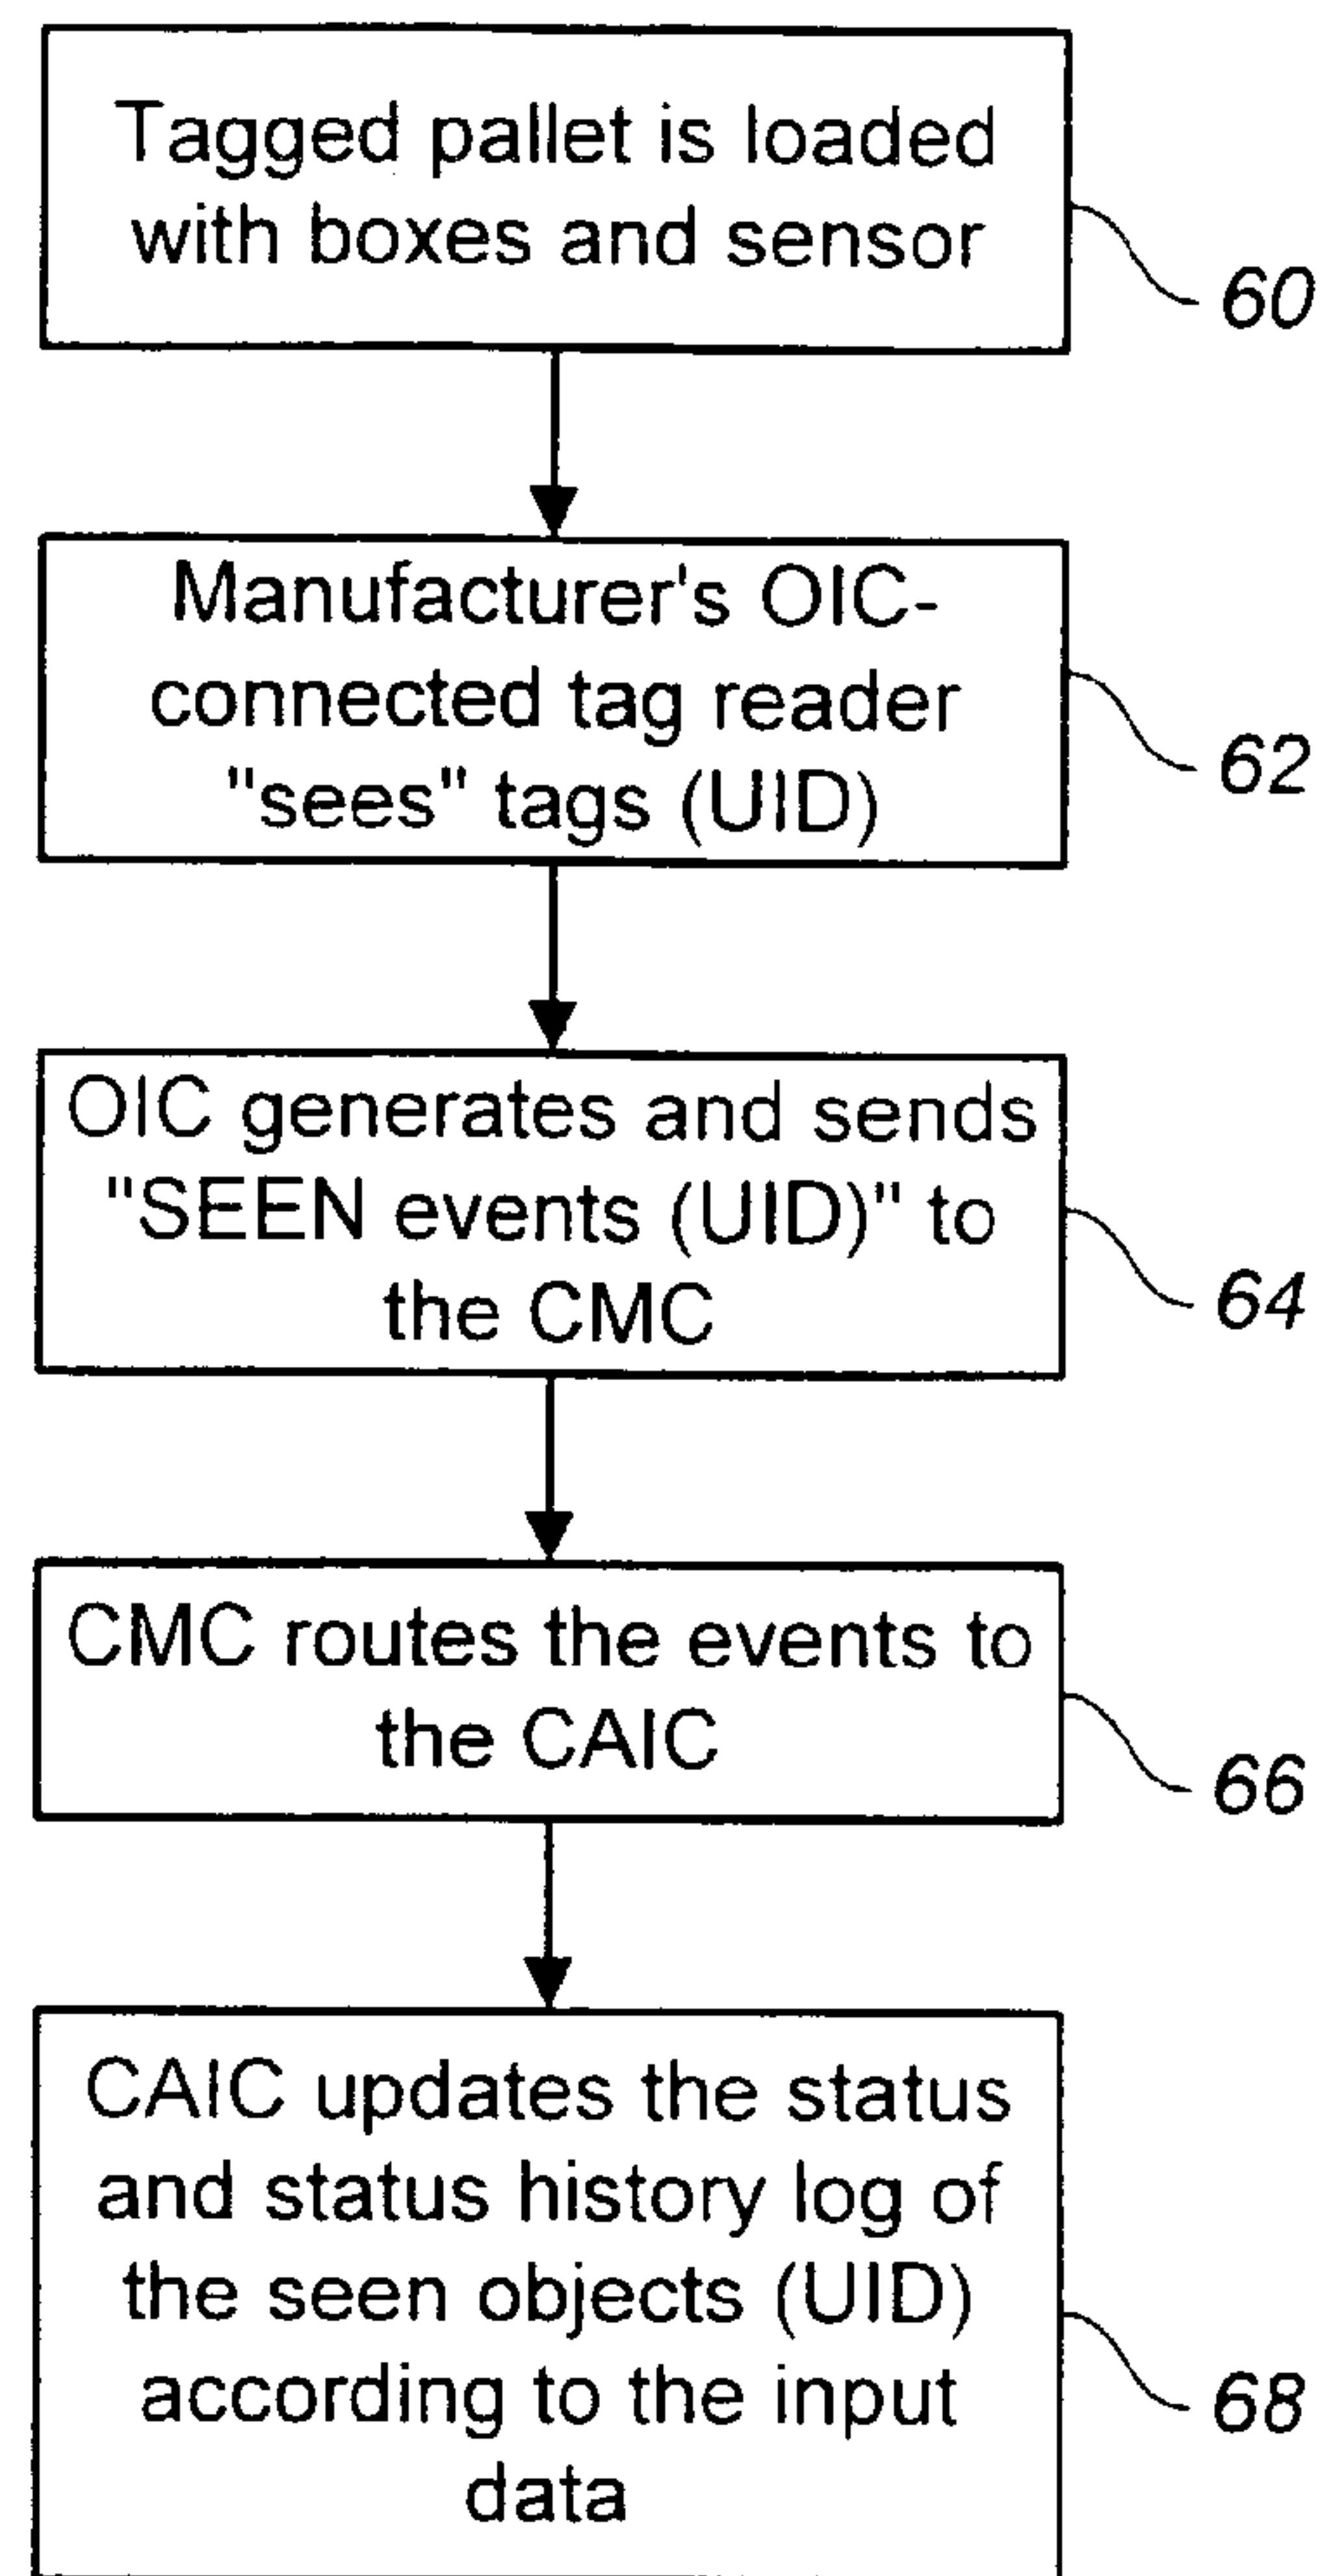 Tagged pallet is loaded
with boxes and sensor
60
Manufacturer's OIC-
connected tag reader
"sees" tags (UID)
62
OIC generates and sends
"SEEN events (UID)" to
the CMC
64
CMC routes the events to
the CAIC
66
CAIC updates the status
and status history log of
the seen objects (UID)
according to the input
data
68